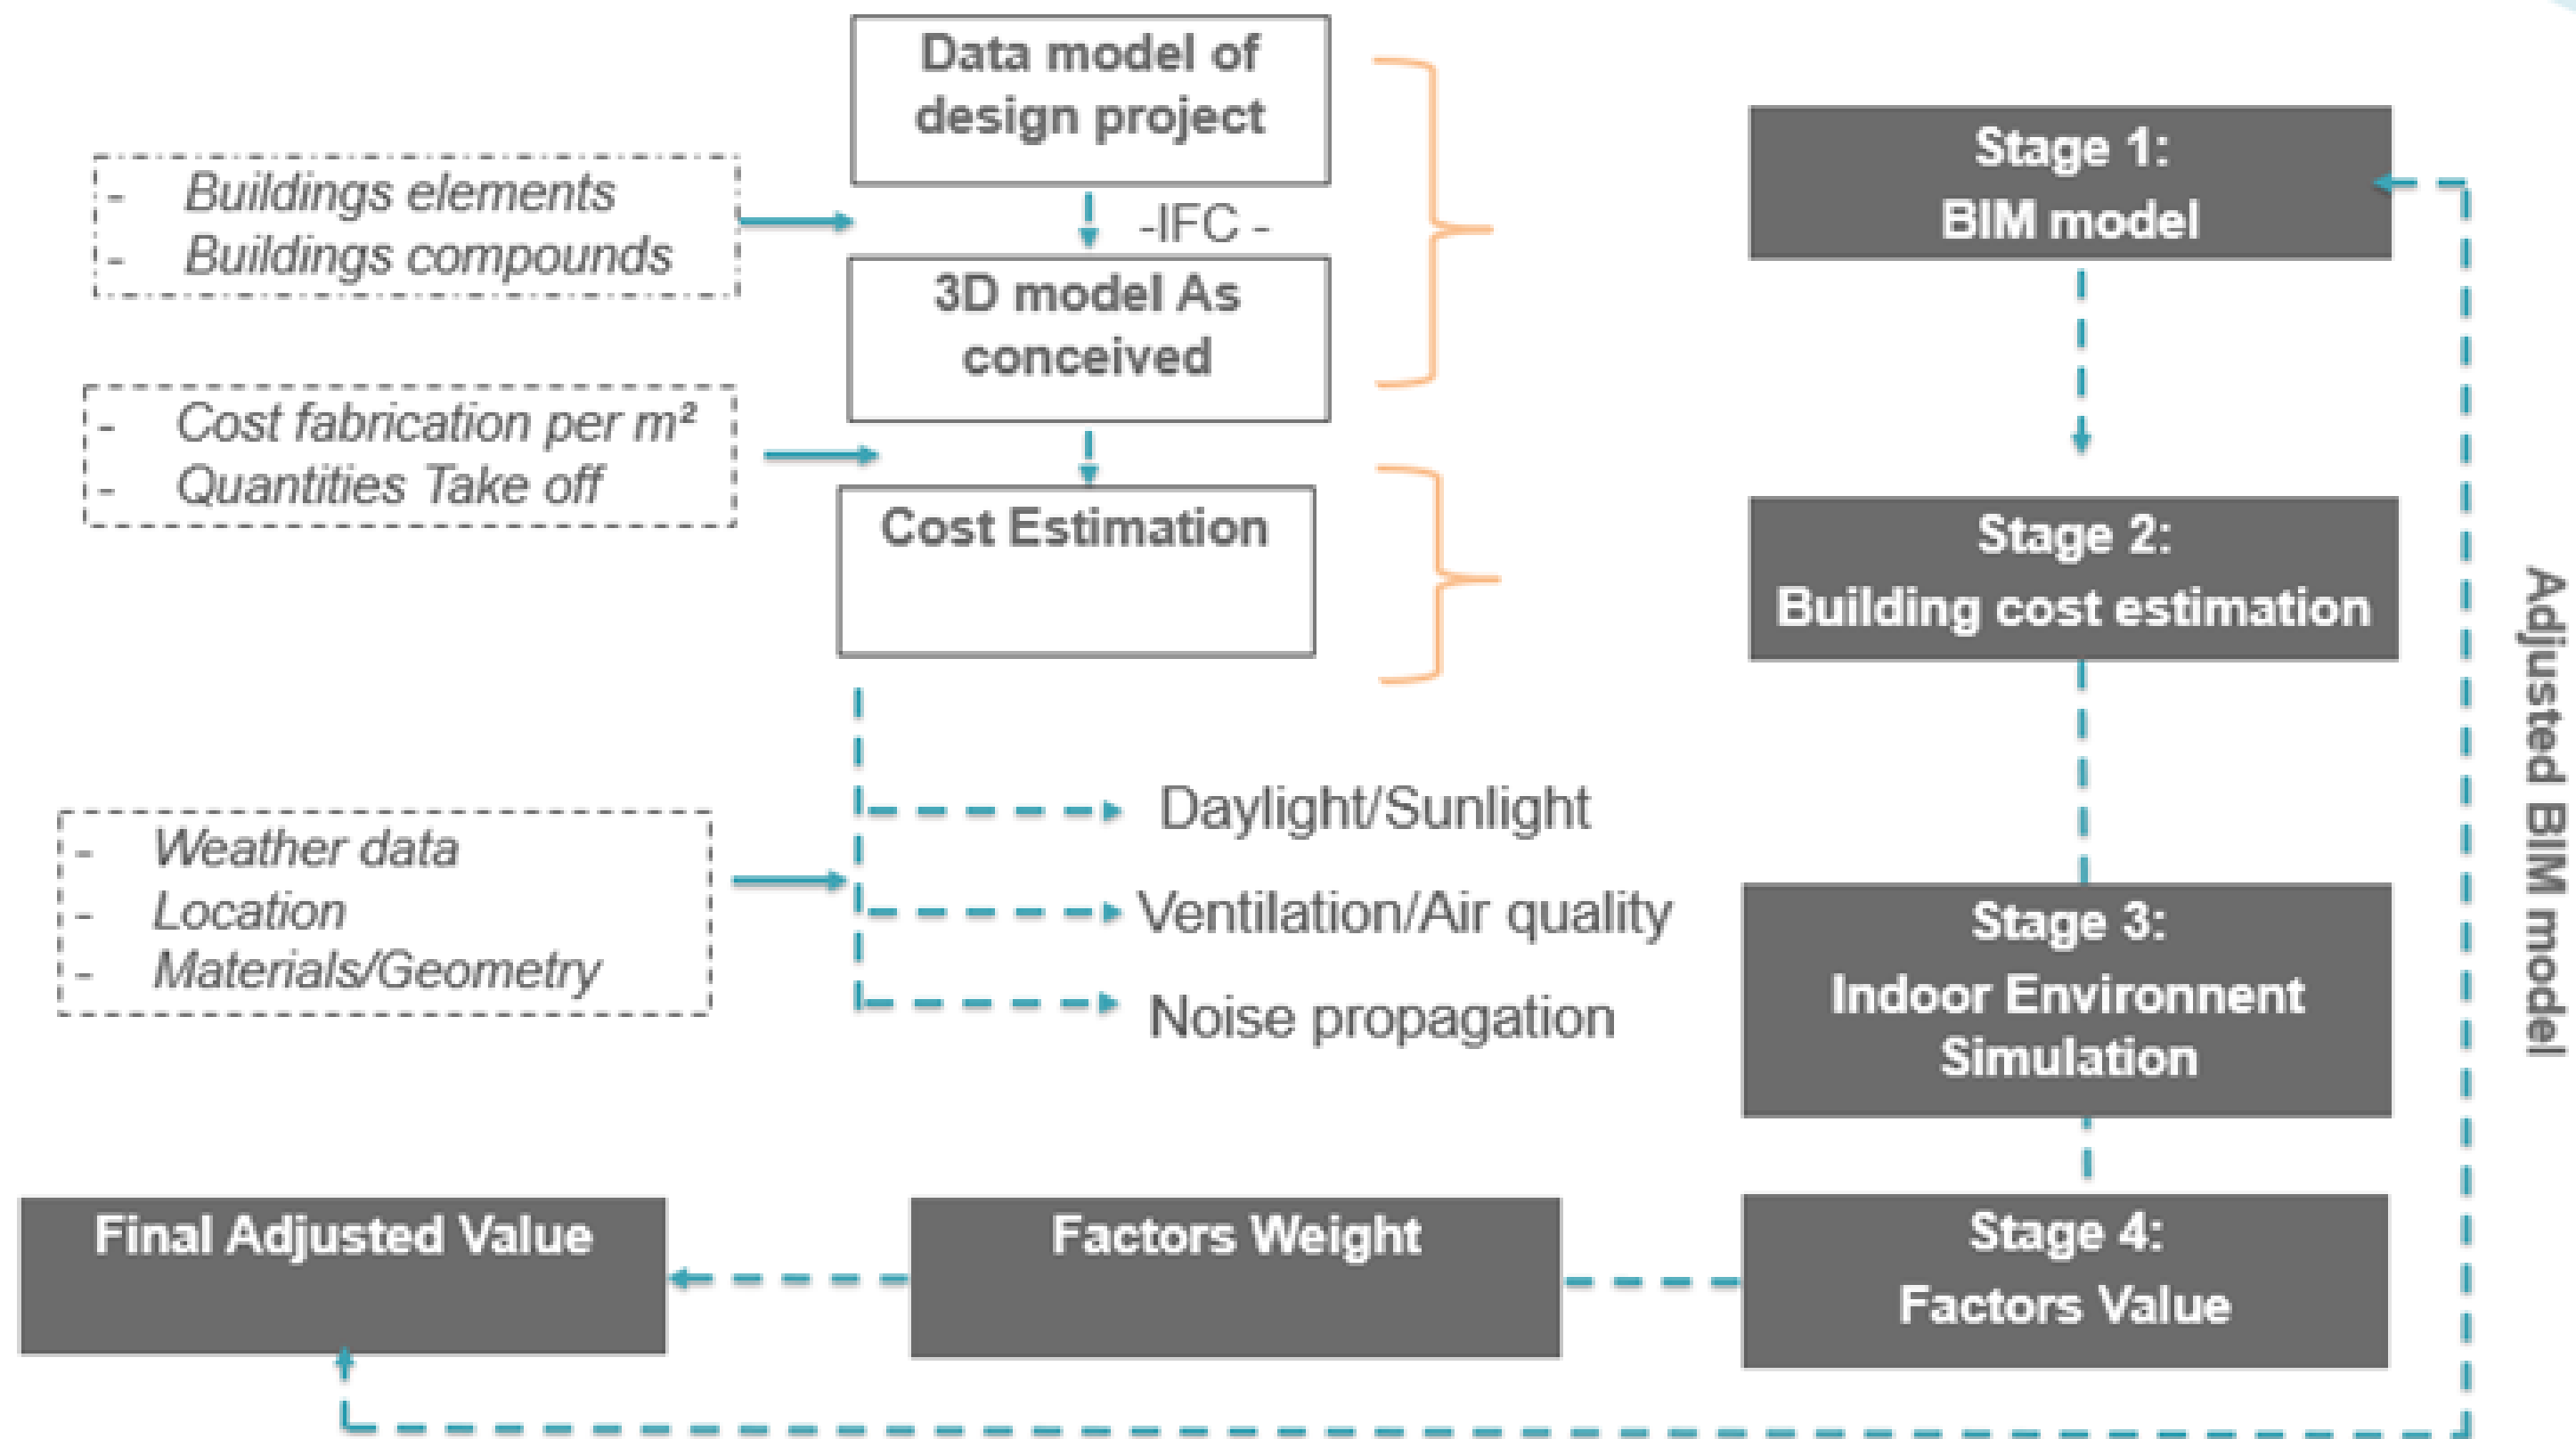 Data model of
design project
- Buildings elements
- Buildings compounds
-IFC -
3D model As
conceived
- Cost fabrication per m²
- Quantities Take off
Cost Estimation
- Weather data
- Location
- Materials/Geometry
Daylight/Sunlight
Ventilation/Air quality
Noise propagation
Stage 1:
BIM model
Stage 2:
Building cost estimation
Stage 3:
Indoor Environnent
Simulation
Stage 4:
Factors Value
Factors Weight
Final Adjusted Value
Adjusted BIM model